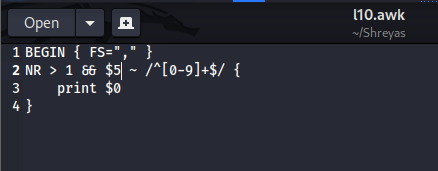 Open
l10.awk
~/Shreyas
1 BEGIN { FS="," }
2 NR > 1 && $5 ~ /^[0-9]+$/ {
3     print $0
4 }